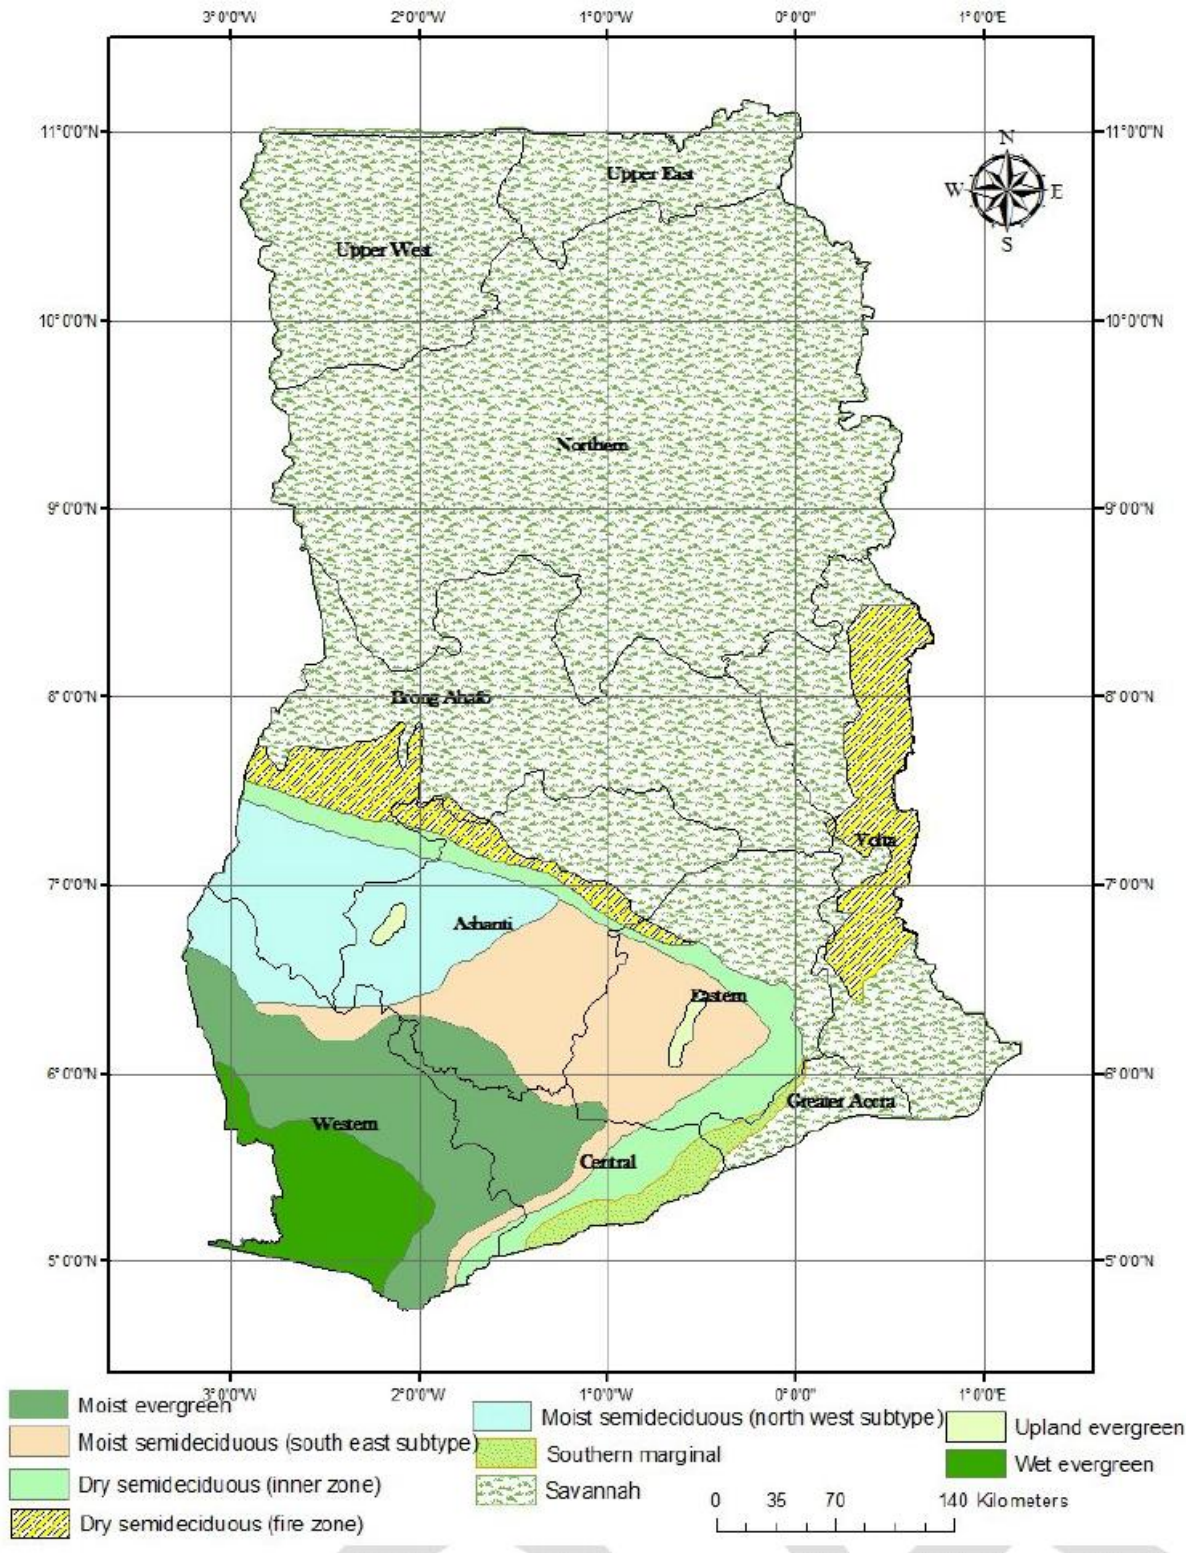 3°0'0"W 2°0'0"W 1°0'0"W 0°0'0" 1°0'0"E
11°0'0"N 11°0'0"N
N
W E
S
Upper East
Upper West
10°0'0"N 10°0'0"N
Northern
9°0'0"N 9°0'0"N
8°0'0"N Brong Ahafo 8°0'0"N
Volta
7°0'0"N 7°0'0"N
Ashanti
Eastern
6°0'0"N 6°0'0"N
Greater Accra
Western
Central
5°0'0"N 5°0'0"N
3°0'0"W 2°0'0"W 1°0'0"W 0°0'0" 1°0'0"E
Moist evergreen
Moist semideciduous (south east subtype)
Dry semideciduous (inner zone)
Dry semideciduous (fire zone)
Moist semideciduous (north west subtype)
Southern marginal
Savannah
Upland evergreen
Wet evergreen
0 35 70 140 Kilometers